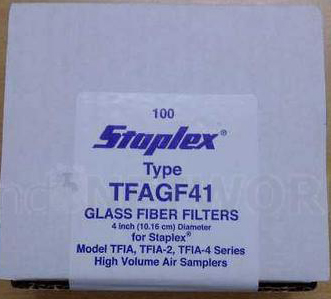 100
Staplex®
Type
TFAGF41
GLASS FIBER FILTERS
4 inch (10.16 cm) Diameter
for Staplex®
Model TFIA, TFIA-2, TFIA-4 Series
High Volume Air Samplers